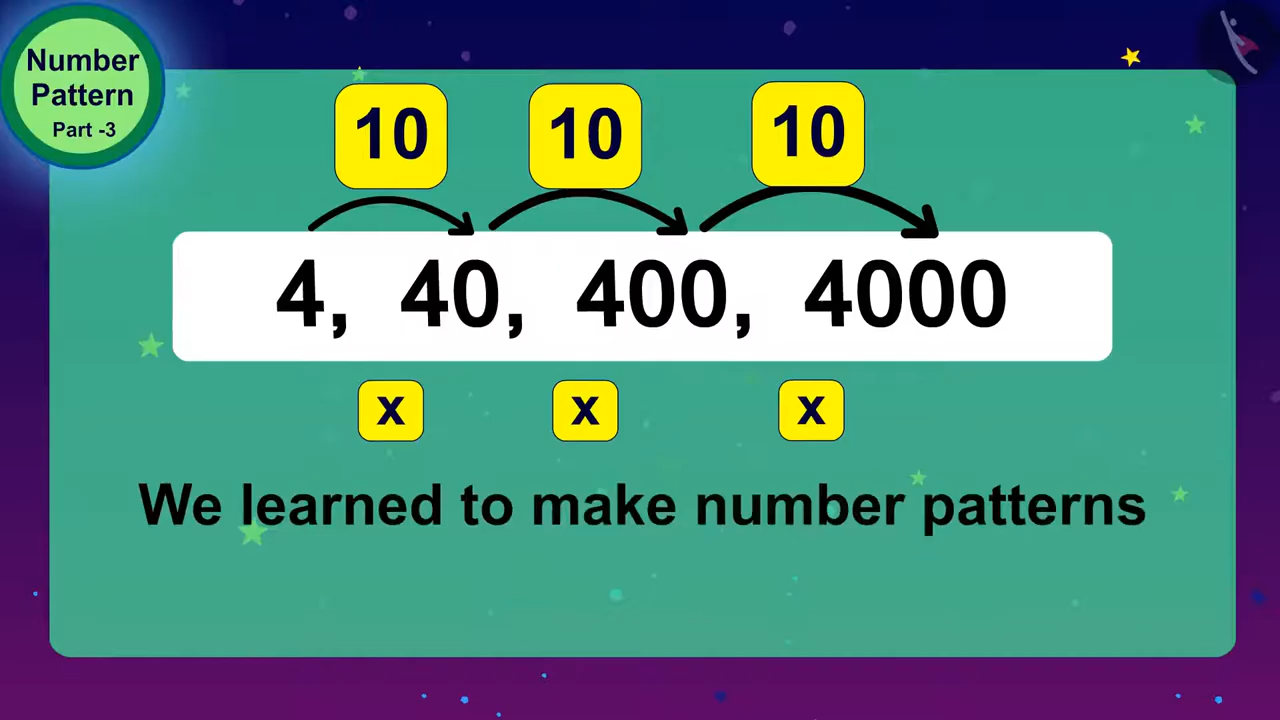 Number
Pattern
Part -3
10 10 10
4, 40, 400, 4000
x x x
We learned to make number patterns